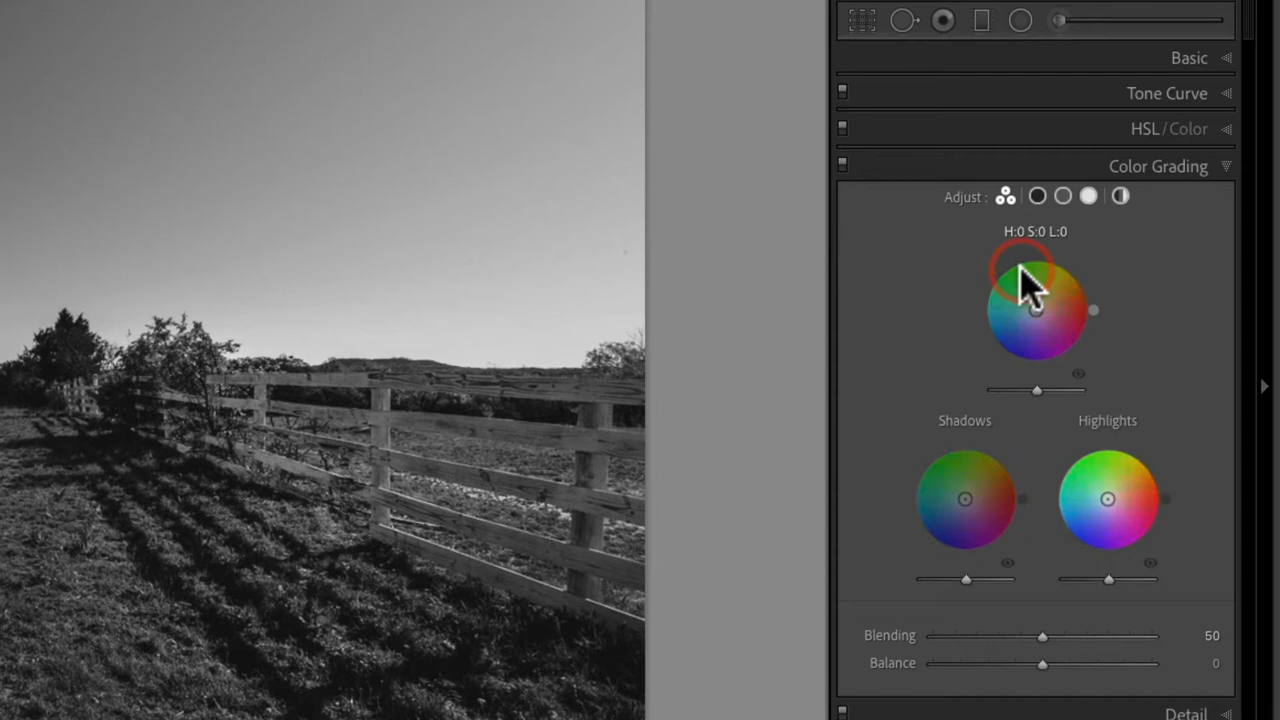 Basic
Tone Curve
HSL / Color
Color Grading
Adjust :
H:0 S:0 L:0
Shadows Highlights
Blending 50
Balance 0
Detail